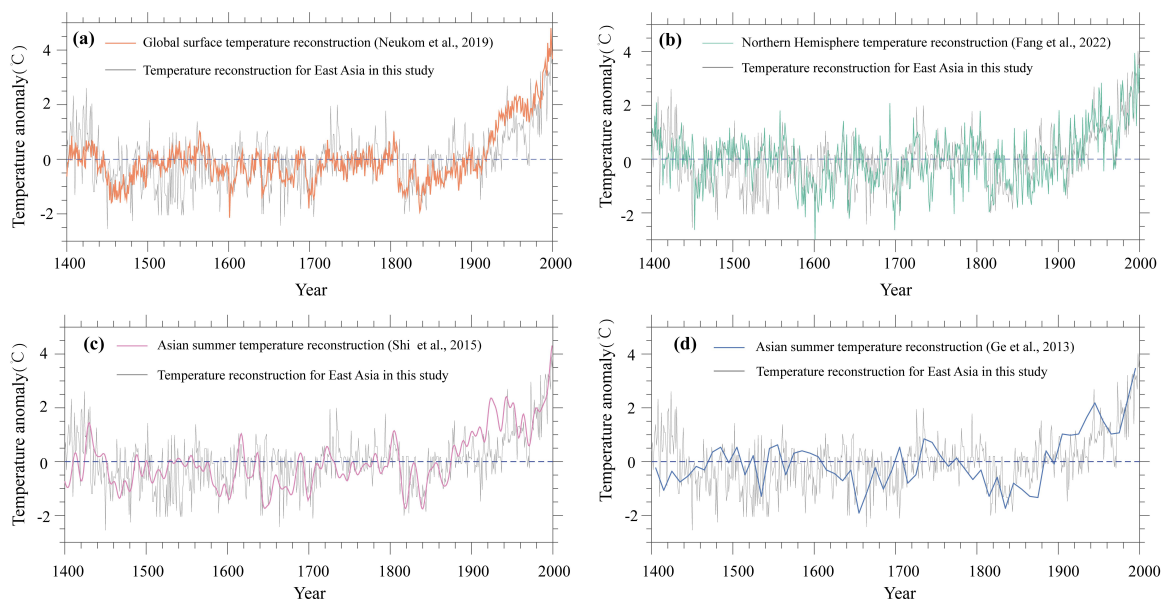 (a)
Global surface temperature reconstruction (Neukom et al., 2019)
Temperature reconstruction for East Asia in this study
Temperature anomaly(℃)
4
2
0
-2
1400 1500 1600 1700 1800 1900 2000
Year
(b)
Northern Hemisphere temperature reconstruction (Fang et al., 2022)
Temperature reconstruction for East Asia in this study
Temperature anomaly(℃)
4
2
0
-2
1400 1500 1600 1700 1800 1900 2000
Year
(c)
Asian summer temperature reconstruction (Shi et al., 2015)
Temperature reconstruction for East Asia in this study
Temperature anomaly(℃)
4
2
0
-2
1400 1500 1600 1700 1800 1900 2000
Year
(d)
Asian summer temperature reconstruction (Ge et al., 2013)
Temperature reconstruction for East Asia in this study
Temperature anomaly(℃)
4
2
0
-2
1400 1500 1600 1700 1800 1900 2000
Year